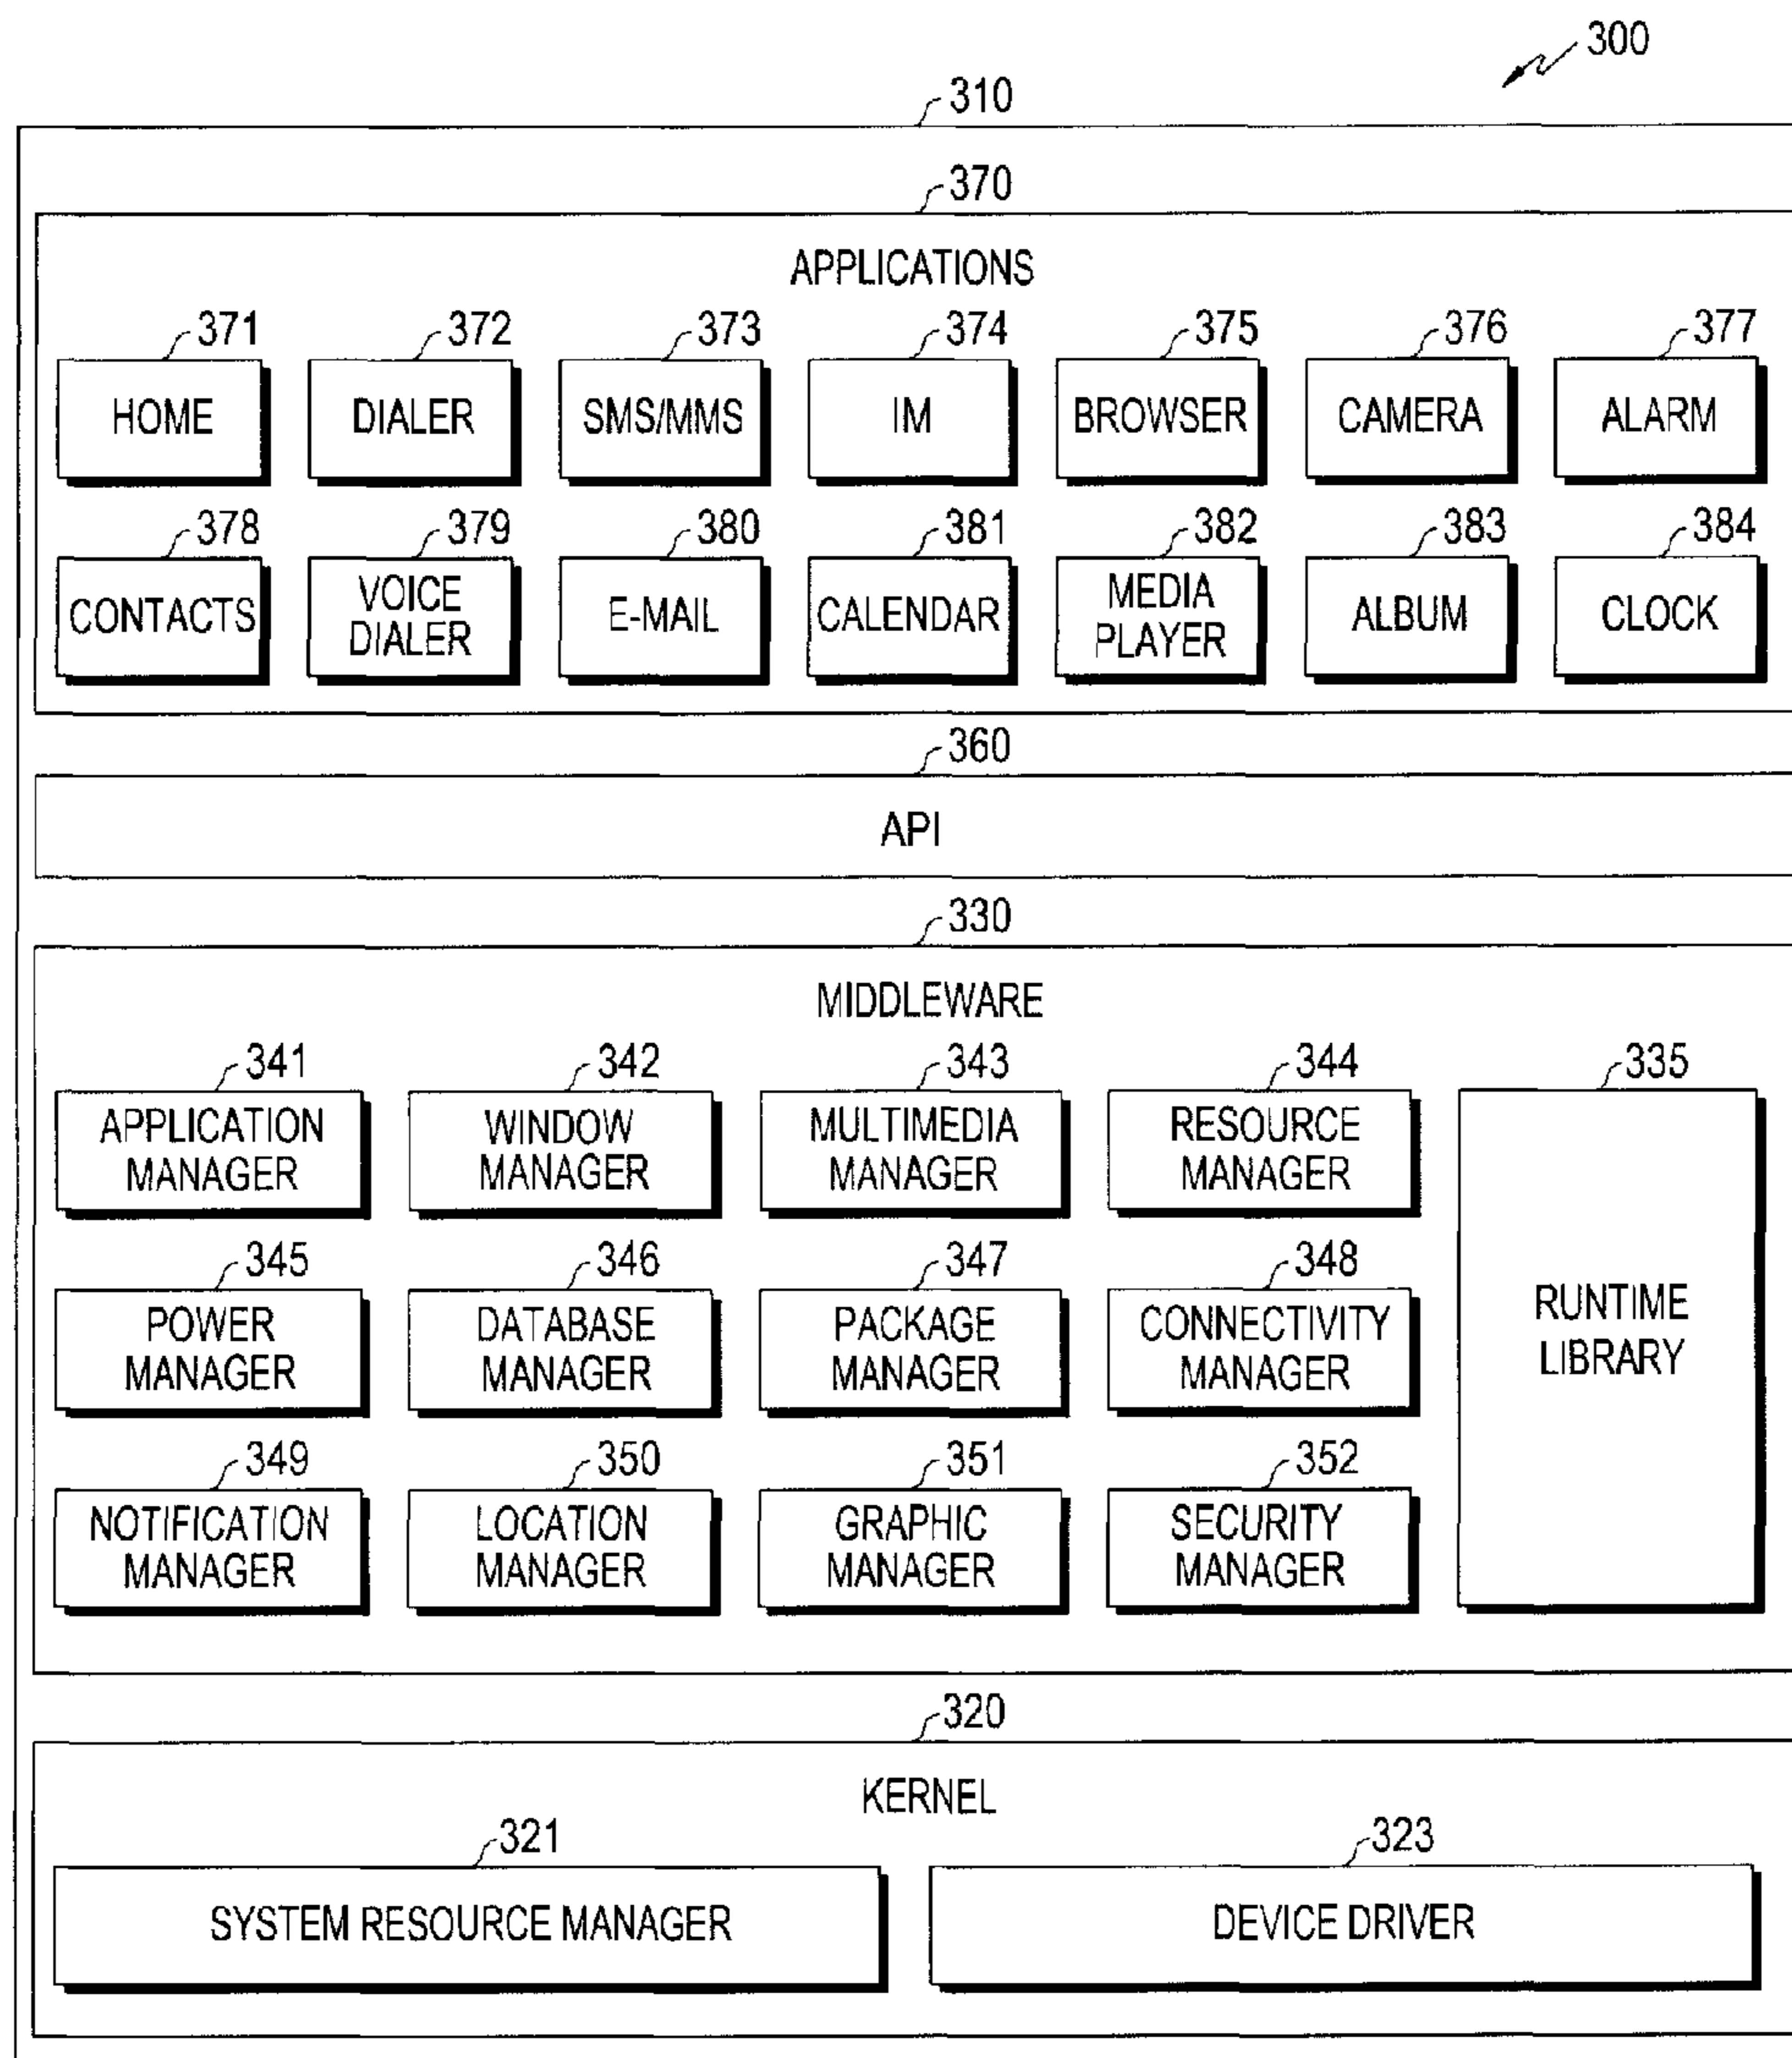 300
310
370
APPLICATIONS
371 372 373 374 375 376 377
HOME DIALER SMS/MMS IM BROWSER CAMERA ALARM
378 379 380 381 382 383 384
CONTACTS VOICE DIALER E-MAIL CALENDAR MEDIA PLAYER ALBUM CLOCK
360
API
330
MIDDLEWARE
341 342 343 344 335
APPLICATION MANAGER WINDOW MANAGER MULTIMEDIA MANAGER RESOURCE MANAGER
345 346 347 348
POWER MANAGER DATABASE MANAGER PACKAGE MANAGER CONNECTIVITY MANAGER RUNTIME LIBRARY
349 350 351 352
NOTIFICATION MANAGER LOCATION MANAGER GRAPHIC MANAGER SECURITY MANAGER
320
KERNEL
321 323
SYSTEM RESOURCE MANAGER DEVICE DRIVER